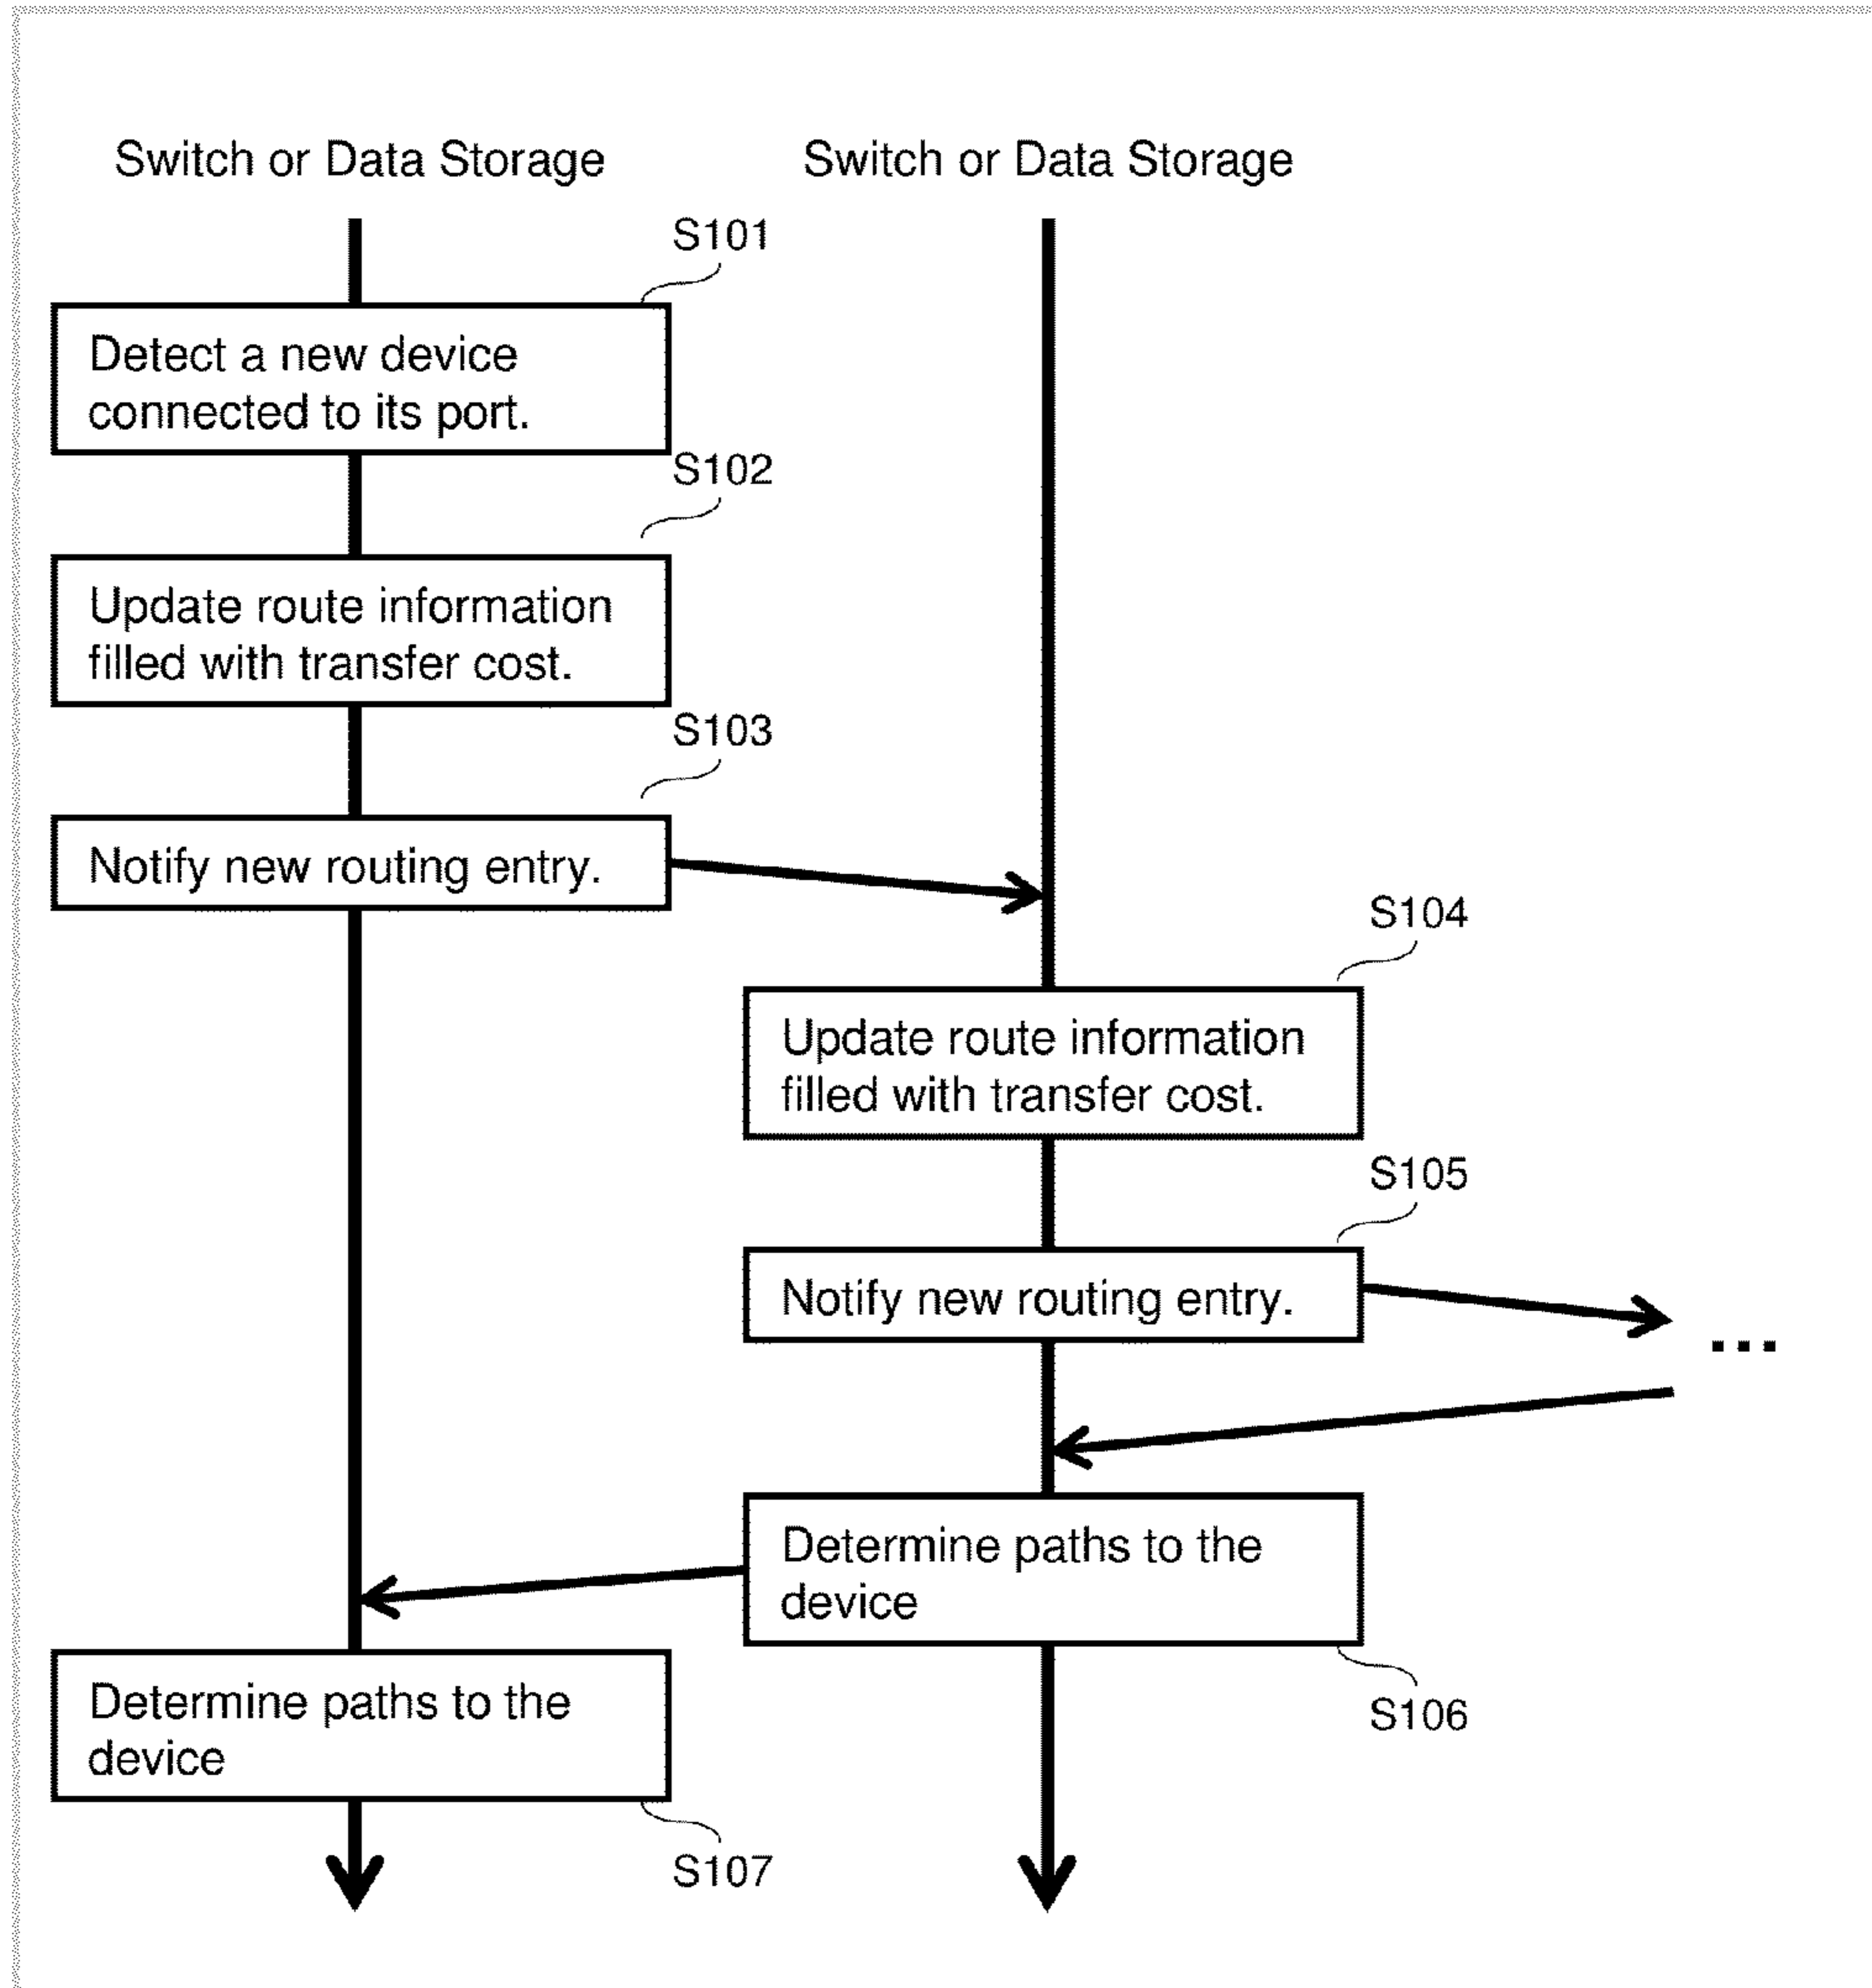 Switch or Data Storage
Switch or Data Storage
S101
Detect a new device
connected to its port.
S102
Update route information
filled with transfer cost.
S103
Notify new routing entry.
S104
Update route information
filled with transfer cost.
S105
Notify new routing entry.
...
Determine paths to the
device
S106
Determine paths to the
device
S107